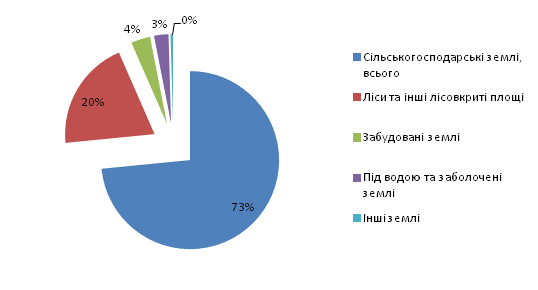 0%
3%
4%
20%
73%
Сільськогосподарські землі,
всього
Ліси та інші лісовкриті площі
Забудовані землі
Під водою та заболочені
землі
Інші землі